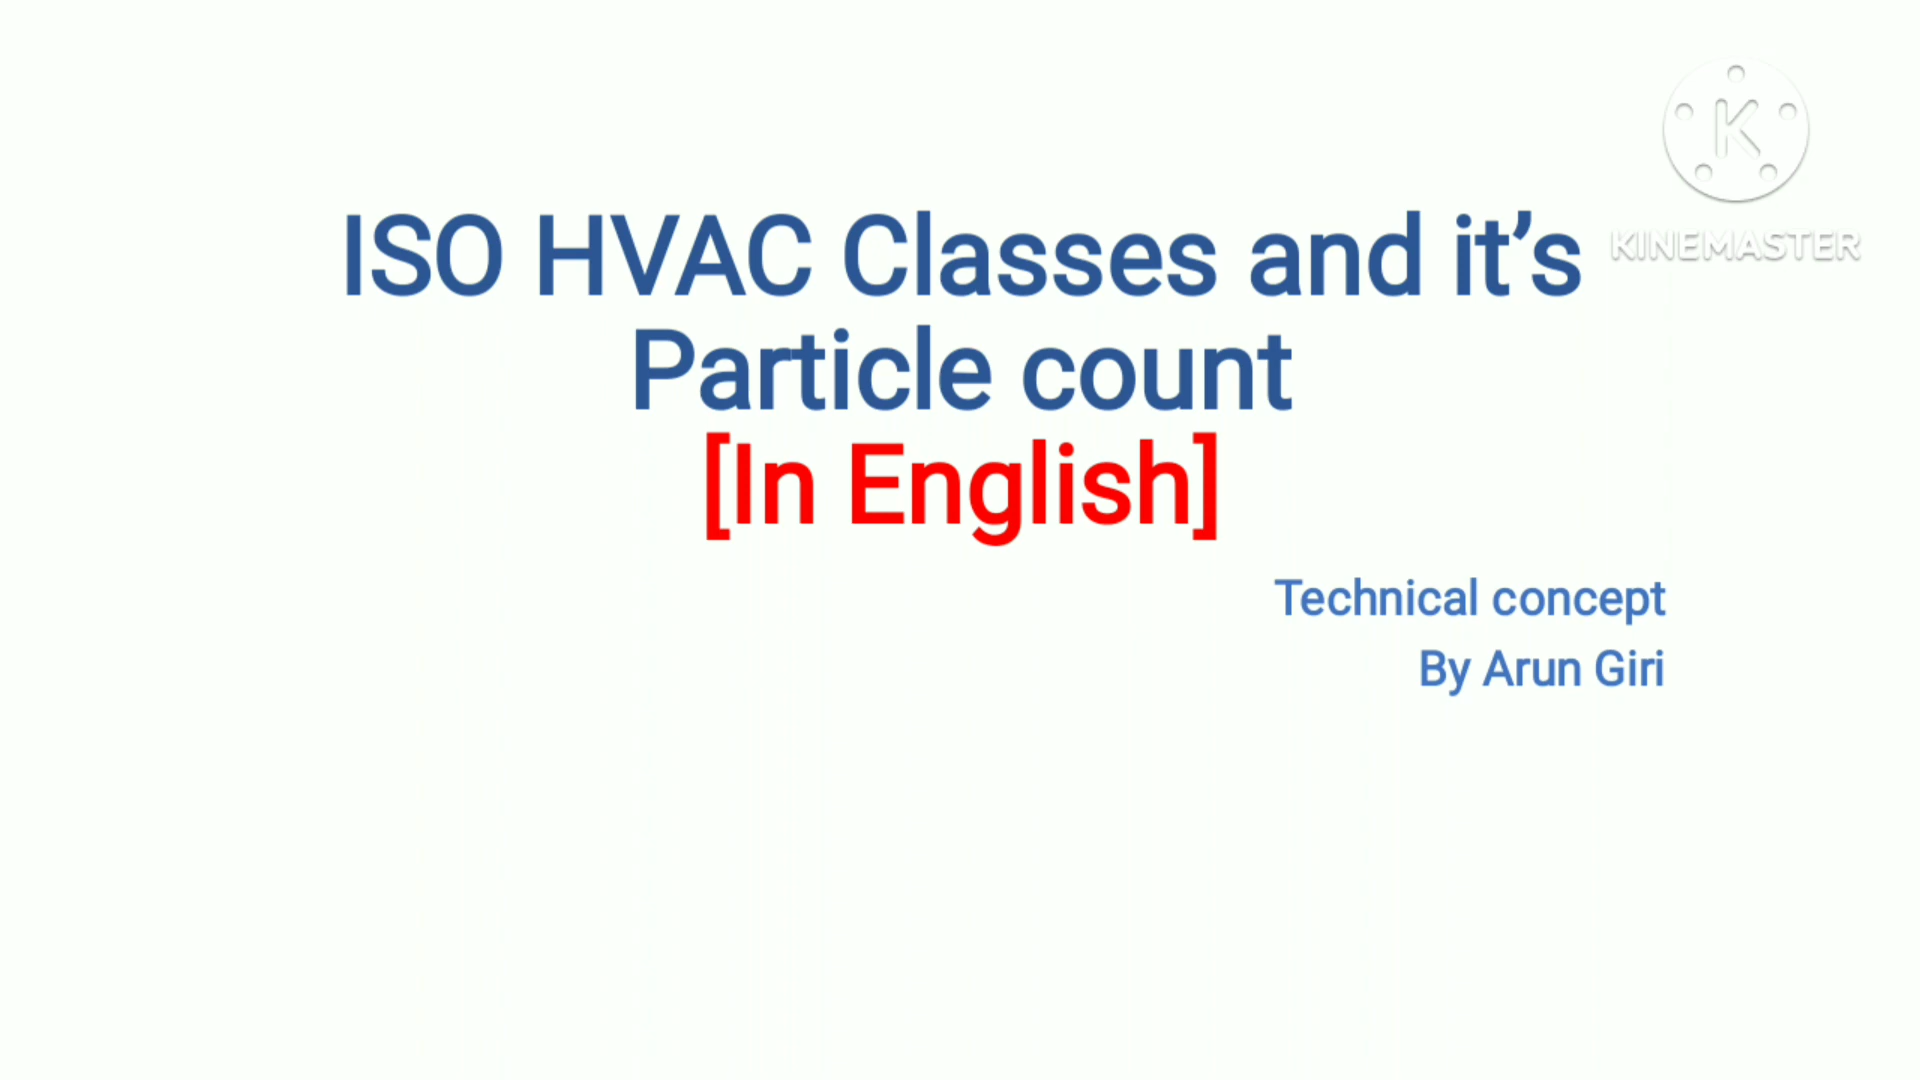 K
KINEMASTER
ISO HVAC Classes and it’s
Particle count
[In English]
Technical concept
By Arun Giri